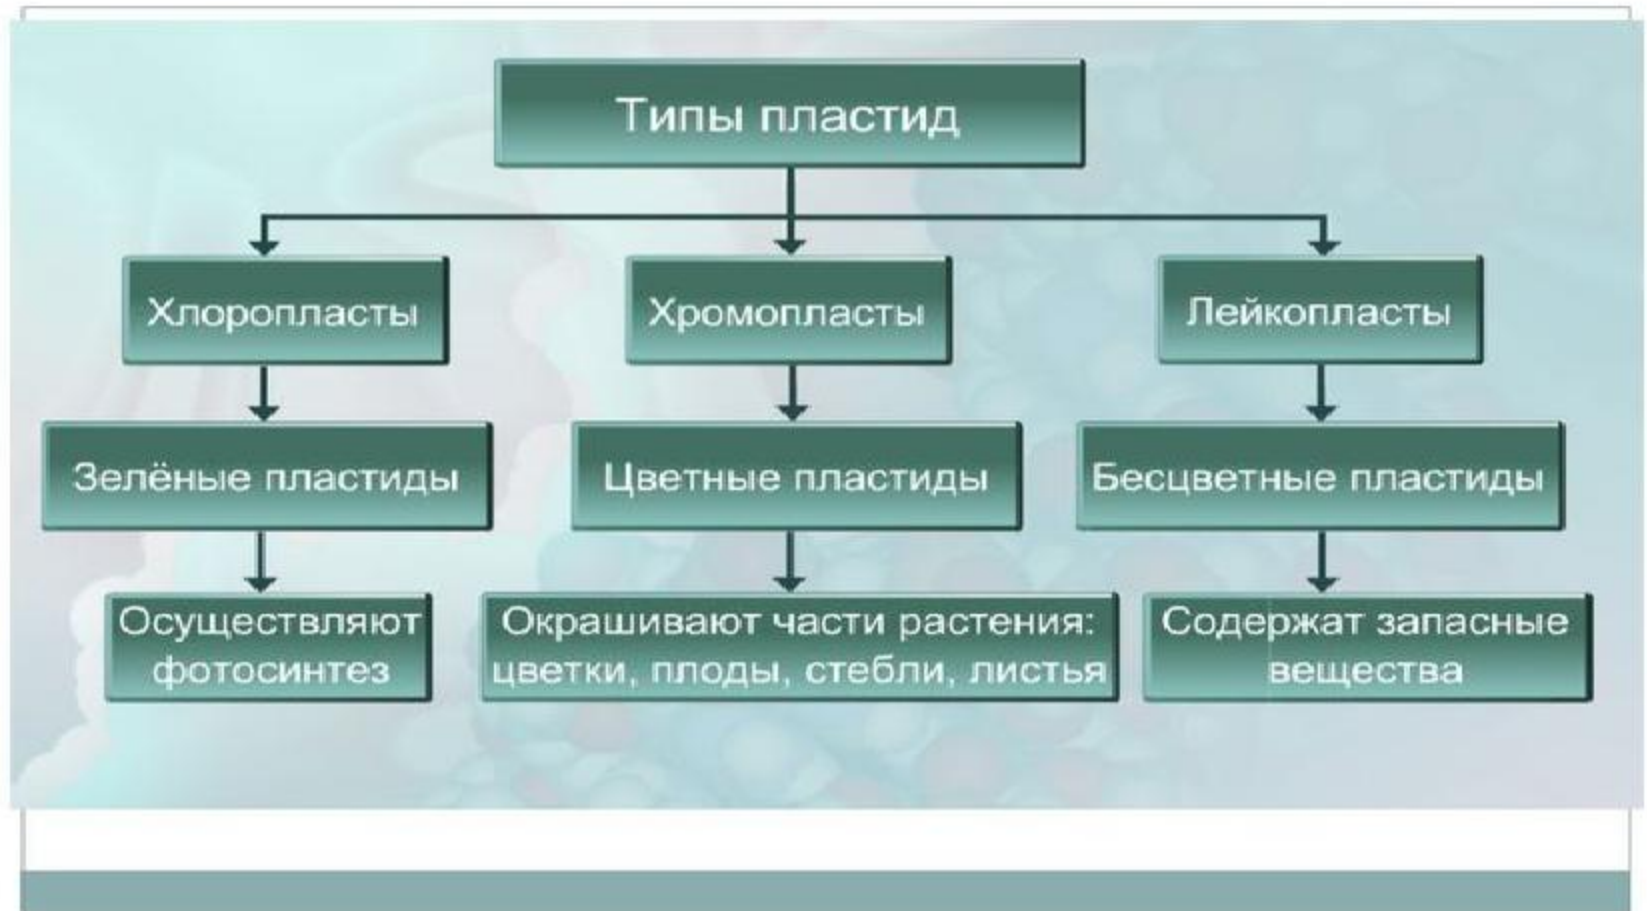 Типы пластид
Хлоропласты
Хромопласты
Лейкопласты
Зелёные пластиды
Цветные пластиды
Бесцветные пластиды
Осуществляют
фотосинтез
Окрашивают части растения:
цветки, плоды, стебли, листья
Содержат запасные
вещества